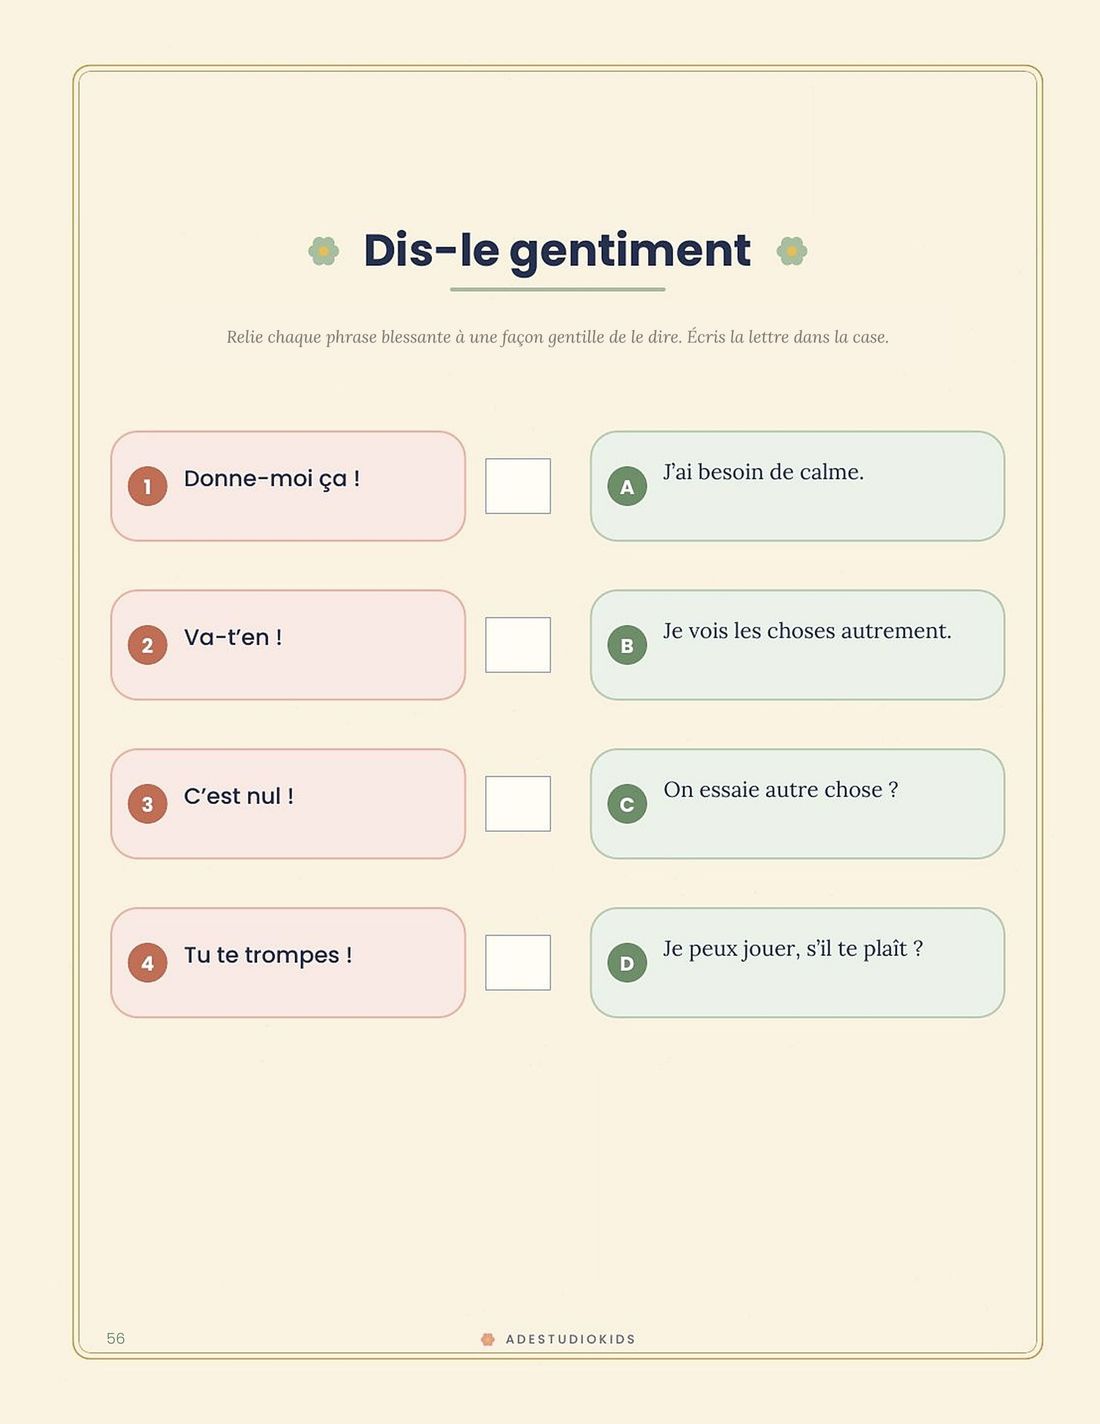 Dis-le gentiment
Relie chaque phrase blessante à une façon gentille de le dire. Écris la lettre dans la case.
1 Donne-moi ça !
A J'ai besoin de calme.
2 Va-t'en !
B Je vois les choses autrement.
3 C'est nul !
C On essaie autre chose ?
4 Tu te trompes !
D Je peux jouer, s'il te plaît ?
56
ADESTUDIOKIDS